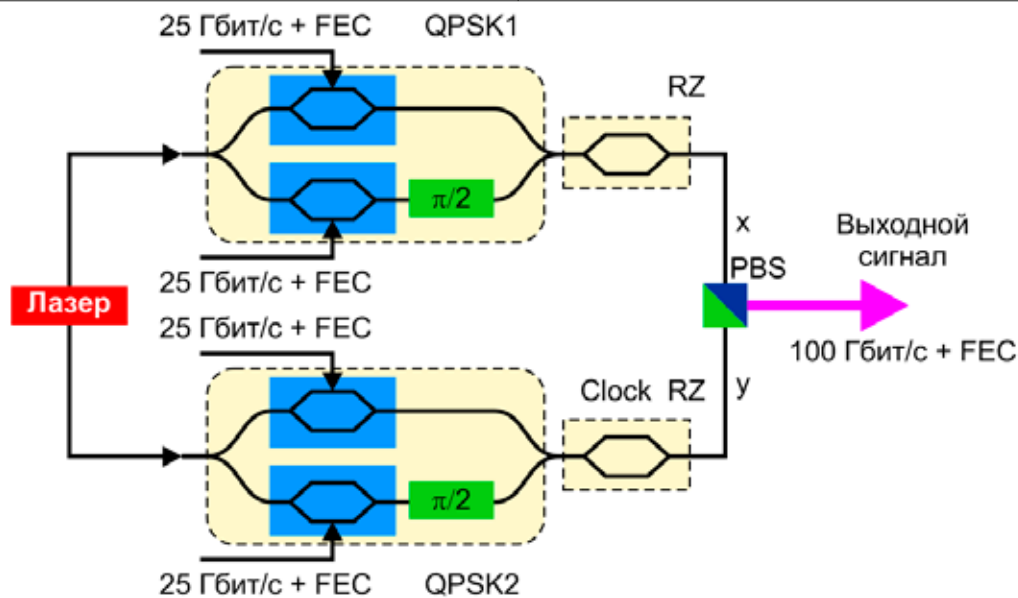 25 Гбит/с + FEC
QPSK1
RZ
π/2
25 Гбит/с + FEC
x
Выходной
сигнал
PBS
Лазер
25 Гбит/с + FEC
100 Гбит/с + FEC
Clock RZ
y
π/2
25 Гбит/с + FEC
QPSK2